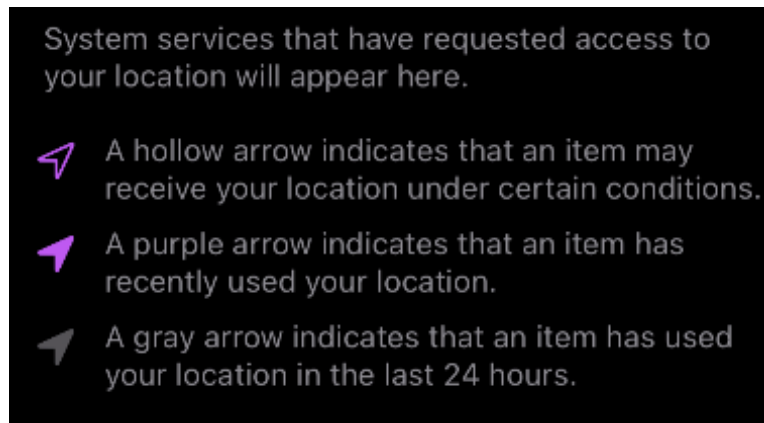 System services that have requested access to
your location will appear here.
A hollow arrow indicates that an item may
receive your location under certain conditions.
A purple arrow indicates that an item has
recently used your location.
A gray arrow indicates that an item has used
your location in the last 24 hours.